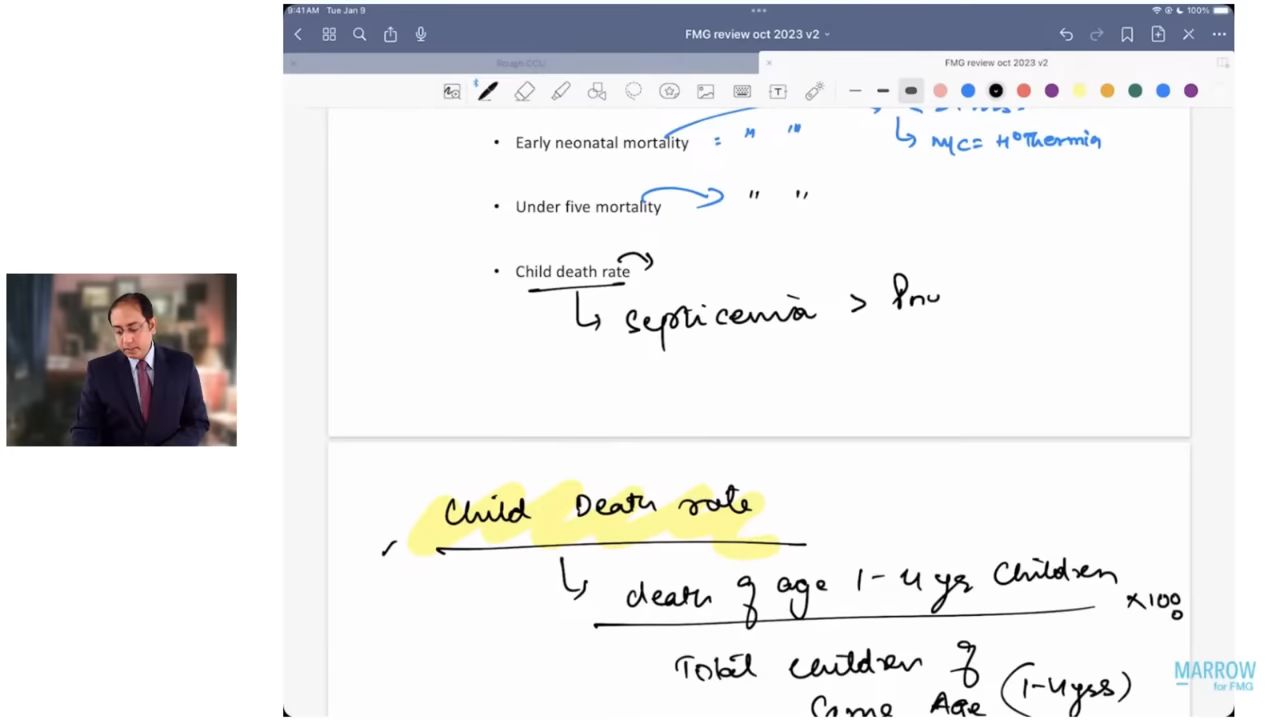 9:41 AM Tue Jan 9
100%
FMG review oct 2023 v2
Rough CCU
FMG review oct 2023 v2
• Early neonatal mortality = " "
↳ M/C = H°Thermia
• Under five mortality → " "
• Child death rate
↳ Septicemia > Pnu
Child Death rate
↳ death of age 1-4 yrs Children
×1000
Total children of
Same Age (1-4yrs)
MARROW
for FMG